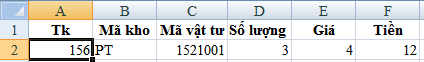 A B C D E F
1 Tk Mã kho Mã vật tư Số lượng Giá Tiền
2 156 PT 1521001 3 4 12